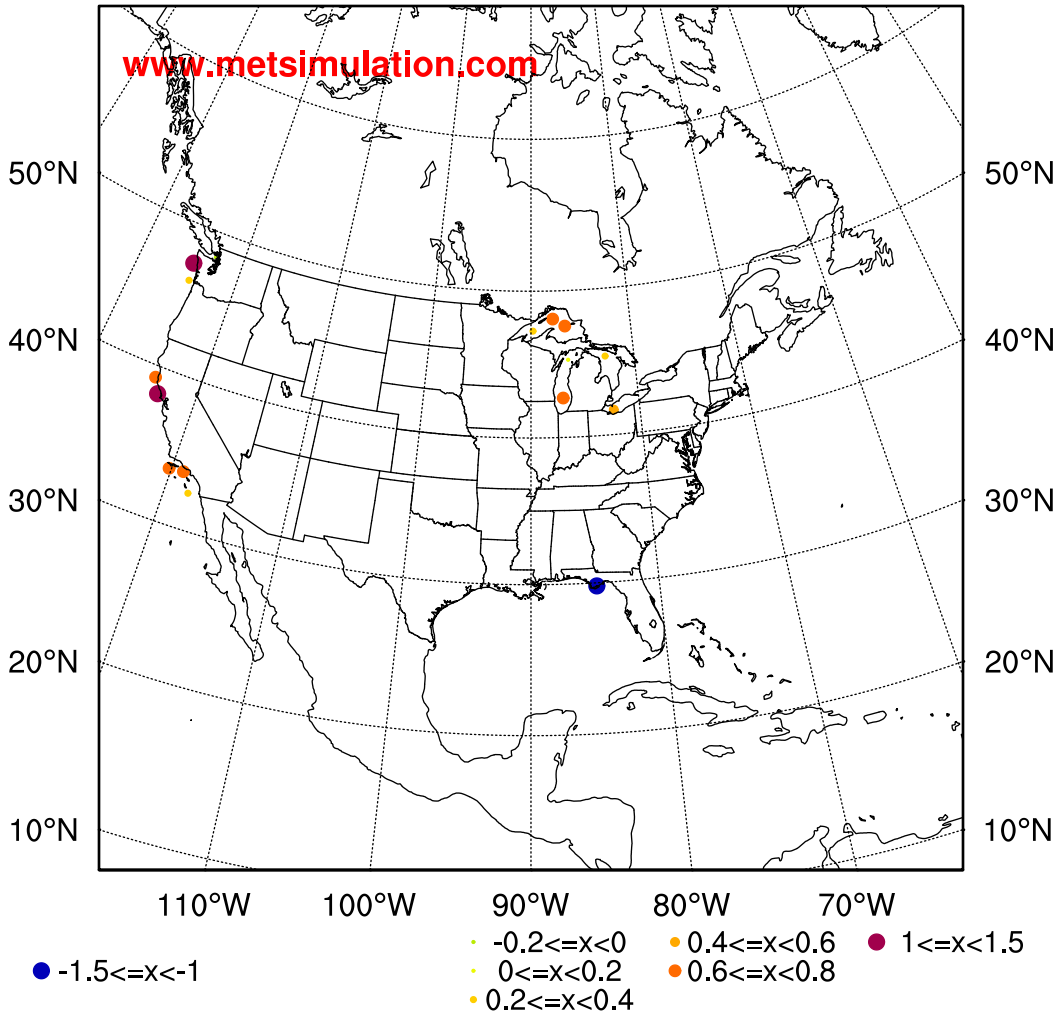 www.metsimulation.com
50°N 50°N
40°N 40°N
30°N 30°N
20°N 20°N
10°N 10°N
110°W 100°W 90°W 80°W 70°W
-0.2<=x<0 0.4<=x<0.6 1<=x<1.5
-1.5<=x<-1 0<=x<0.2 0.6<=x<0.8
0.2<=x<0.4